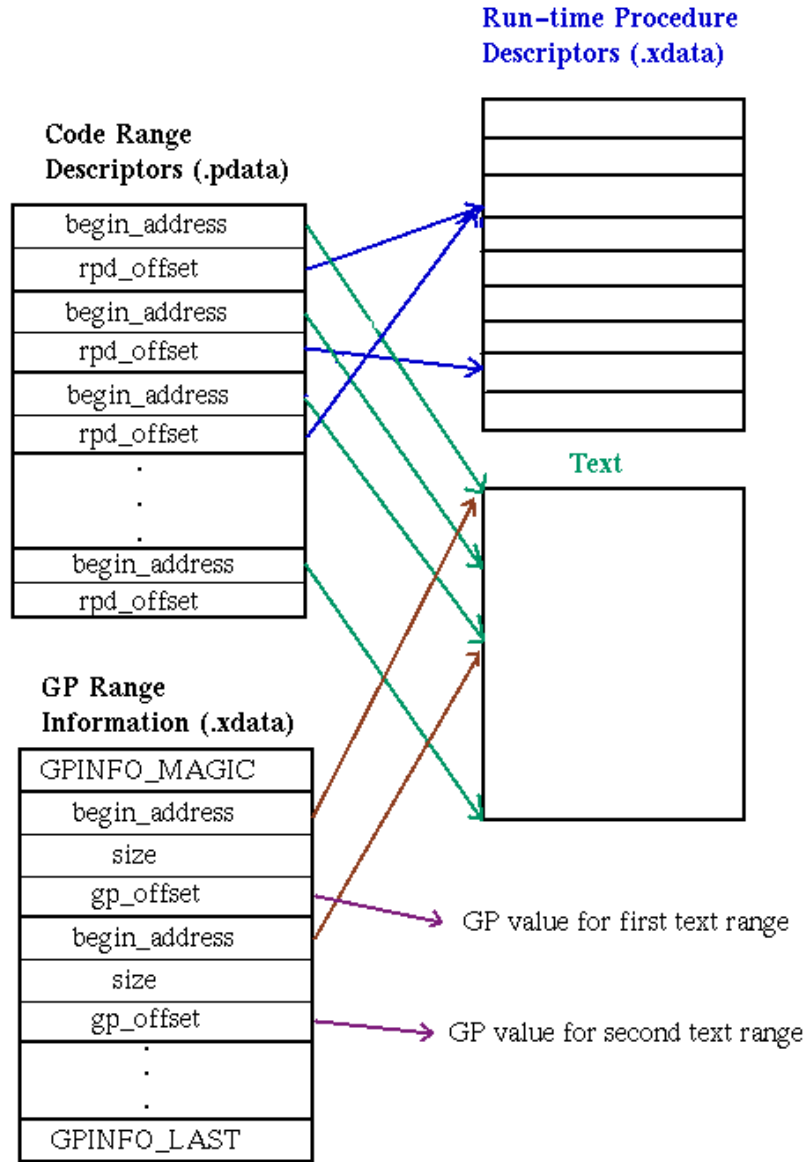 Run-time Procedure
Descriptors (.xdata)
Code Range
Descriptors (.pdata)
begin_address
rpd_offset
begin_address
rpd_offset
begin_address
rpd_offset
.
.
.
begin_address
rpd_offset
Text
GP Range
Information (.xdata)
GPINFO_MAGIC
begin_address
size
gp_offset
GP value for first text range
begin_address
size
gp_offset
GP value for second text range
.
.
.
GPINFO_LAST